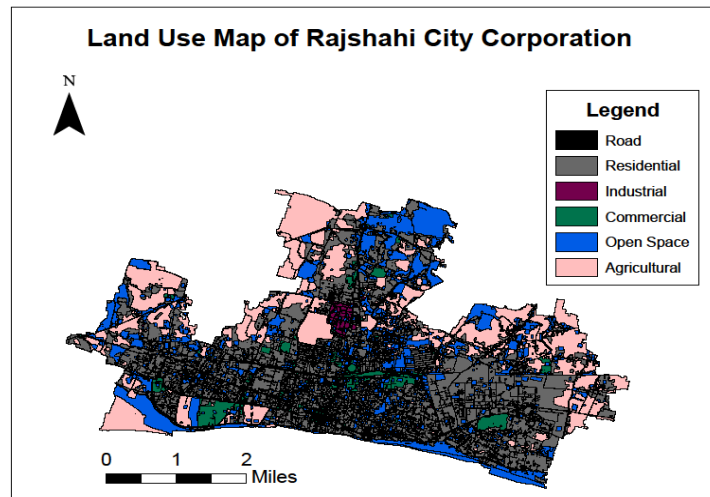 Land Use Map of Rajshahi City Corporation
N
Legend
Road
Residential
Industrial
Commercial
Open Space
Agricultural
0 1 2
Miles